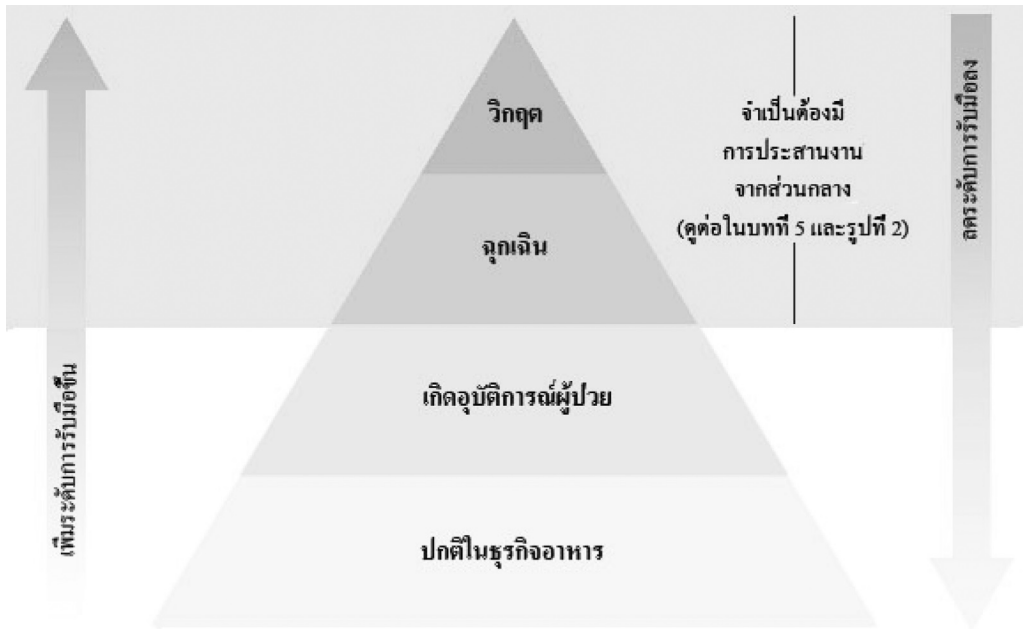 วิกฤต
ฉุกเฉิน
เกิดอุบัติการณ์ผู้ป่วย
ปกติในธุรกิจอาหาร
จำเป็นต้องมี
การประสานงาน
จากส่วนกลาง
(ดูต่อในบทที่ 5 และรูปที่ 2)
เพิ่มระดับการรับมือขึ้น
ลดระดับการรับมือลง